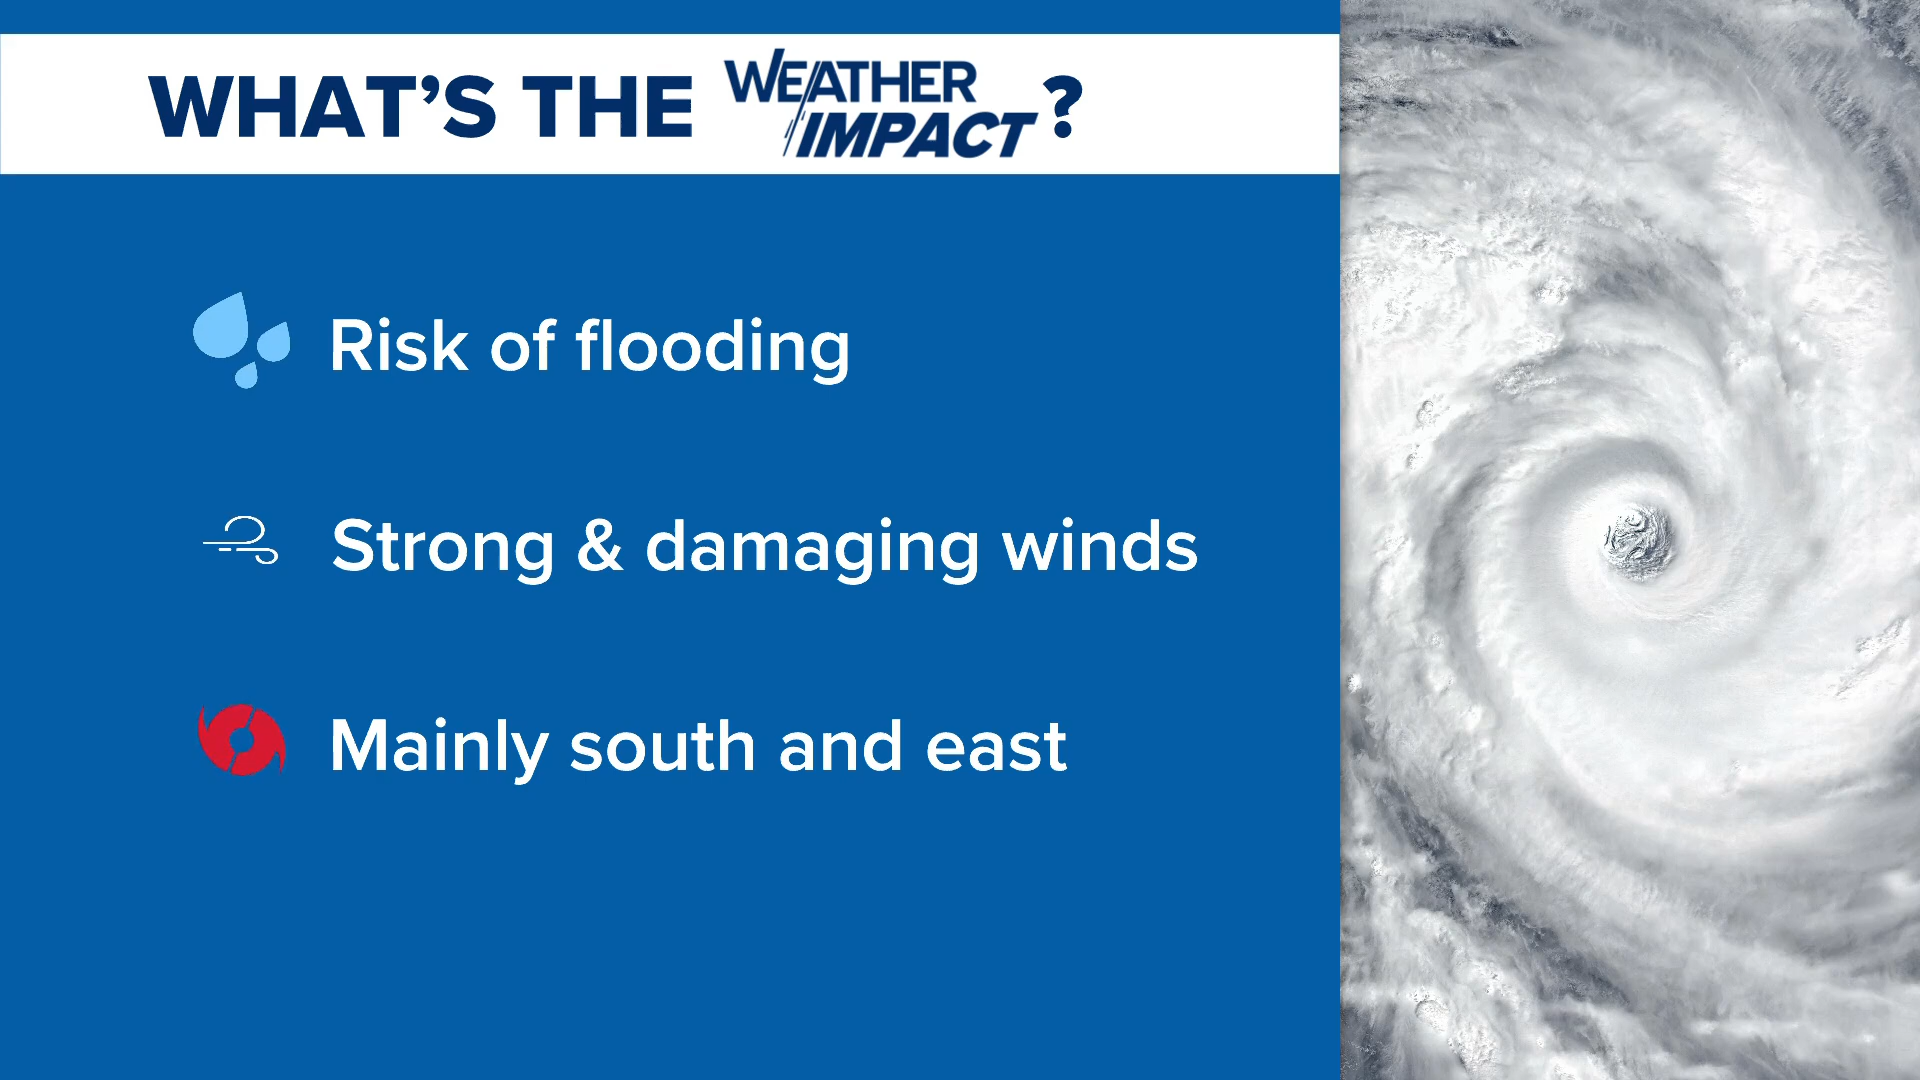 WHAT’S THE WEATHER IMPACT?
Risk of flooding
Strong & damaging winds
Mainly south and east